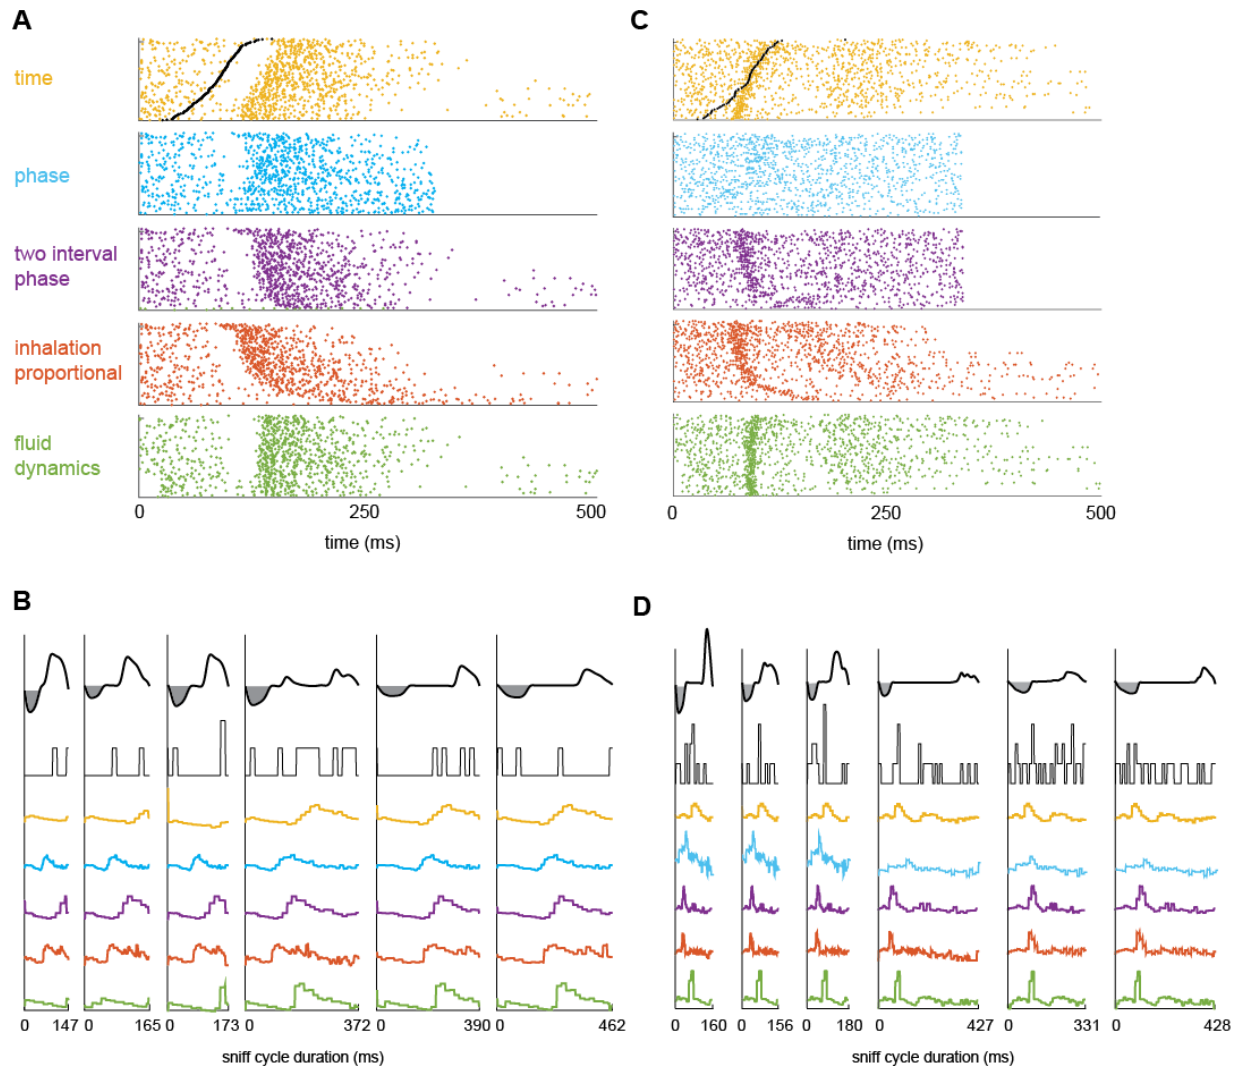 A
C
time
phase
two interval
phase
inhalation
proportional
fluid
dynamics
0 250 500
time (ms)
0 250 500
time (ms)
B
D
0 147 0 165 0 173 0 372 0 390 0 462
sniff cycle duration (ms)
0 160 0 156 0 180 0 427 0 331 0 428
sniff cycle duration (ms)